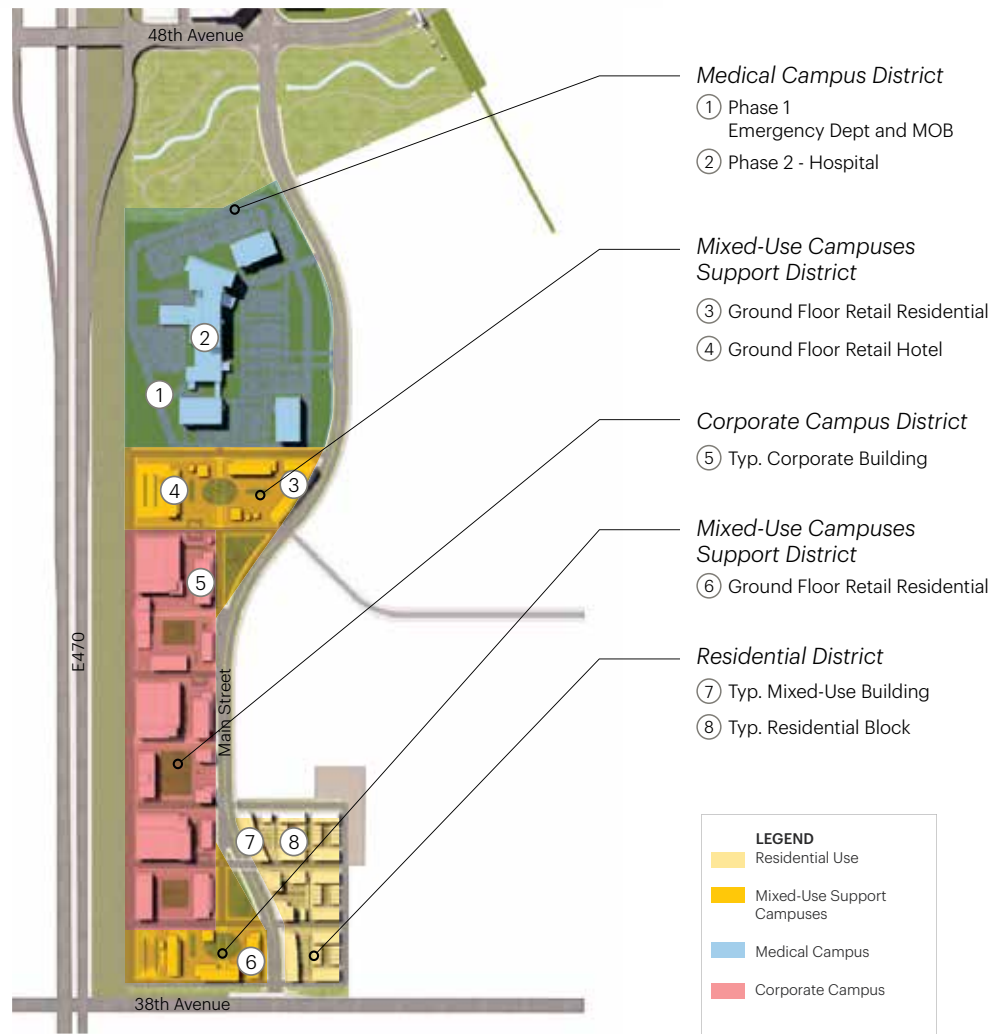 48th Avenue
Medical Campus District
1 Phase 1
Emergency Dept and MOB
2 Phase 2 - Hospital
Mixed-Use Campuses
Support District
3 Ground Floor Retail Residential
4 Ground Floor Retail Hotel
Corporate Campus District
5 Typ. Corporate Building
Mixed-Use Campuses
Support District
6 Ground Floor Retail Residential
Residential District
7 Typ. Mixed-Use Building
8 Typ. Residential Block
2
1
4
3
5
E470
Main Street
7
8
6
38th Avenue
LEGEND
Residential Use
Mixed-Use Support
Campuses
Medical Campus
Corporate Campus